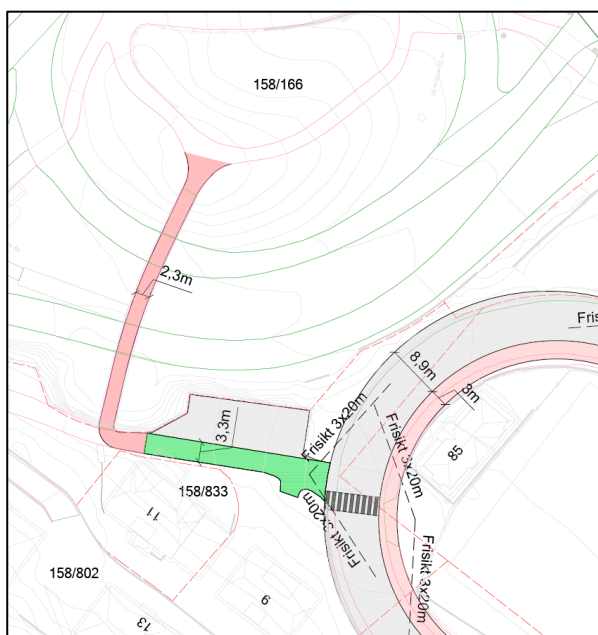 158/166
2,3m
Fris
8,9m
3m
3,3m
Frisikt 3x20m
Frisikt 3x20m
85
158/833
Frisikt 3x20m
11
Frisikt 3x20m
158/802
9
13